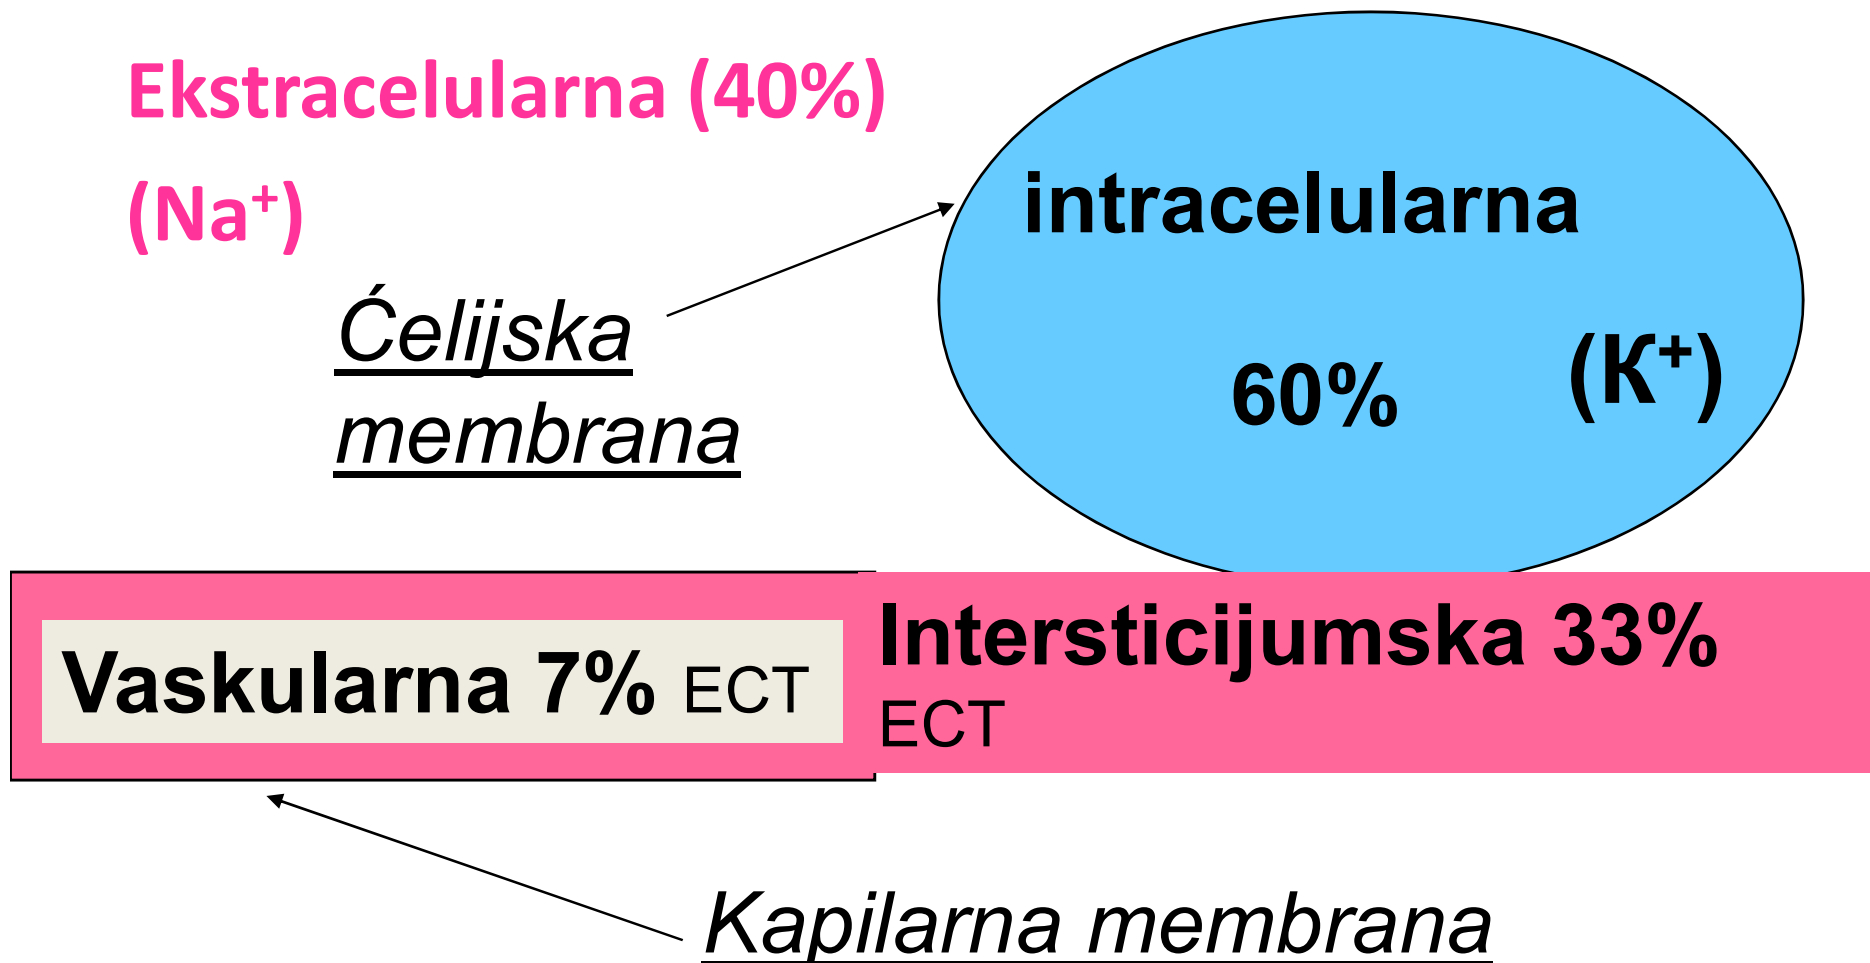 Ekstracelularna (40%)
(Na⁺)
intracelularna
60%
(K⁺)
Ćelijska
membrana
Vaskularna 7% ECT
Intersticijumska 33%
ECT
Kapilarna membrana